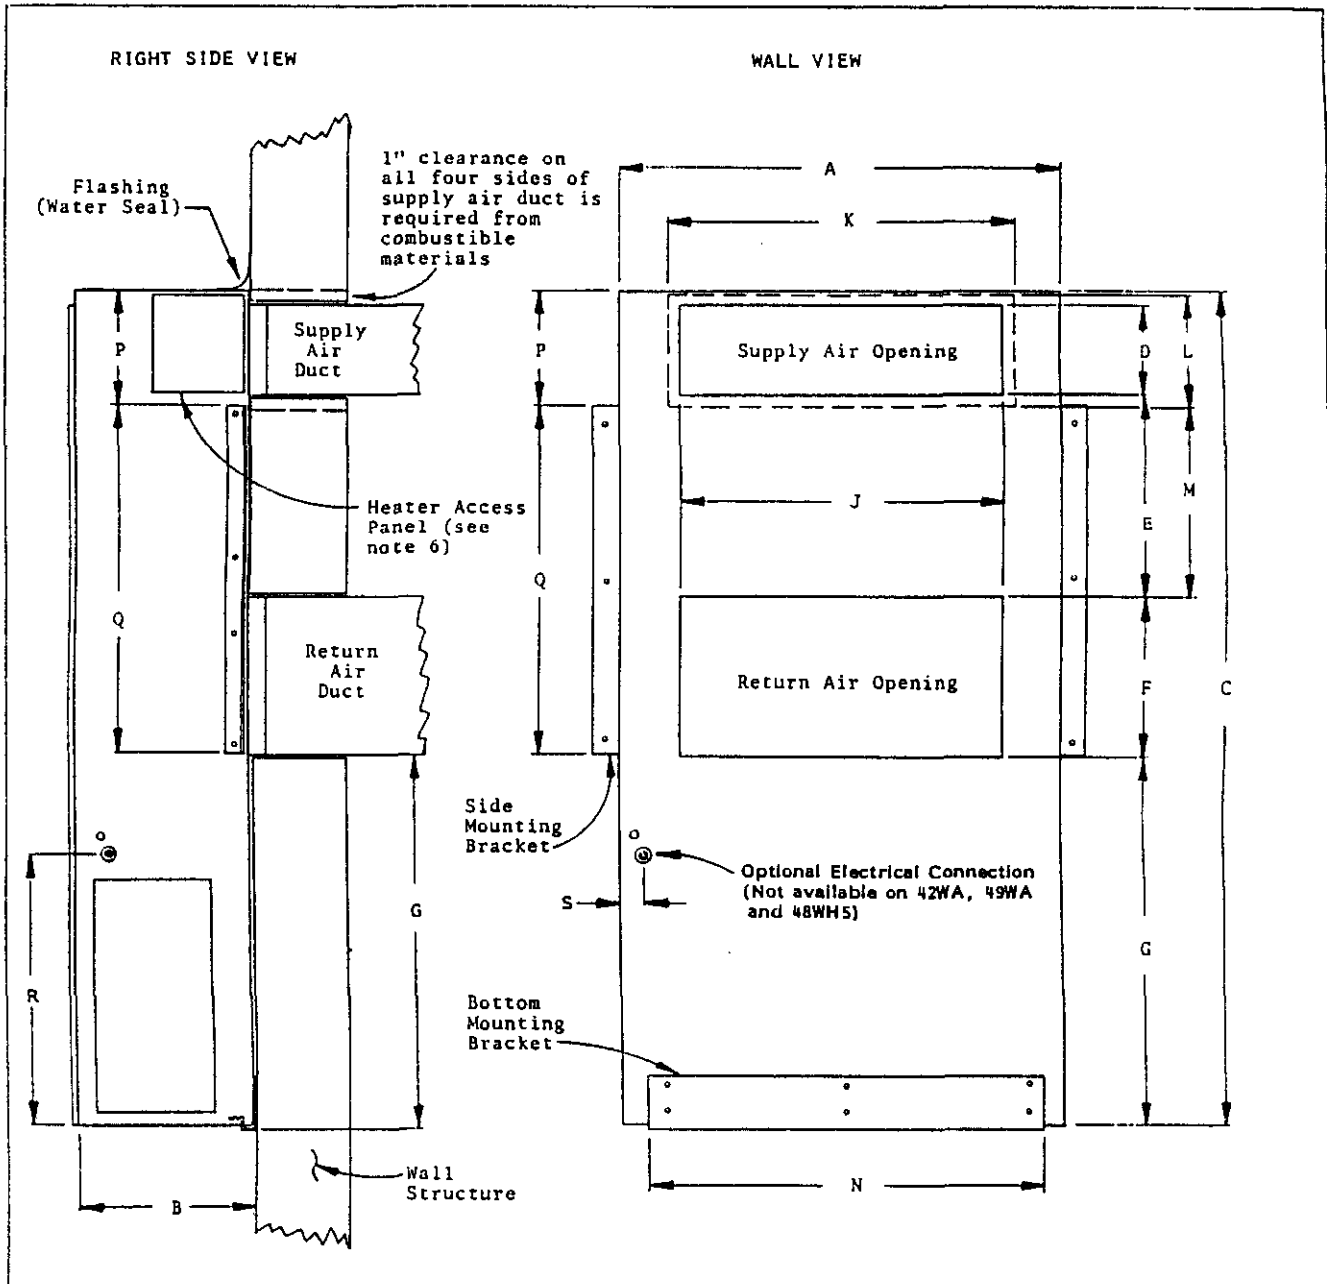 RIGHT SIDE VIEW
WALL VIEW
Flashing
(Water Seal)
1" clearance on
all four sides of
supply air duct is
required from
combustible
materials
A
K
P
Supply
Air
Duct
P
Supply Air Opening
D
L
Heater Access
Panel (see
note 6)
J
M
E
Q
Q
Return
Air
Duct
Return Air Opening
F
C
Side
Mounting
Bracket
Optional Electrical Connection
(Not available on 42WA, 49WA
and 48WH5)
S
G
G
R
Bottom
Mounting
Bracket
Wall
Structure
B
N